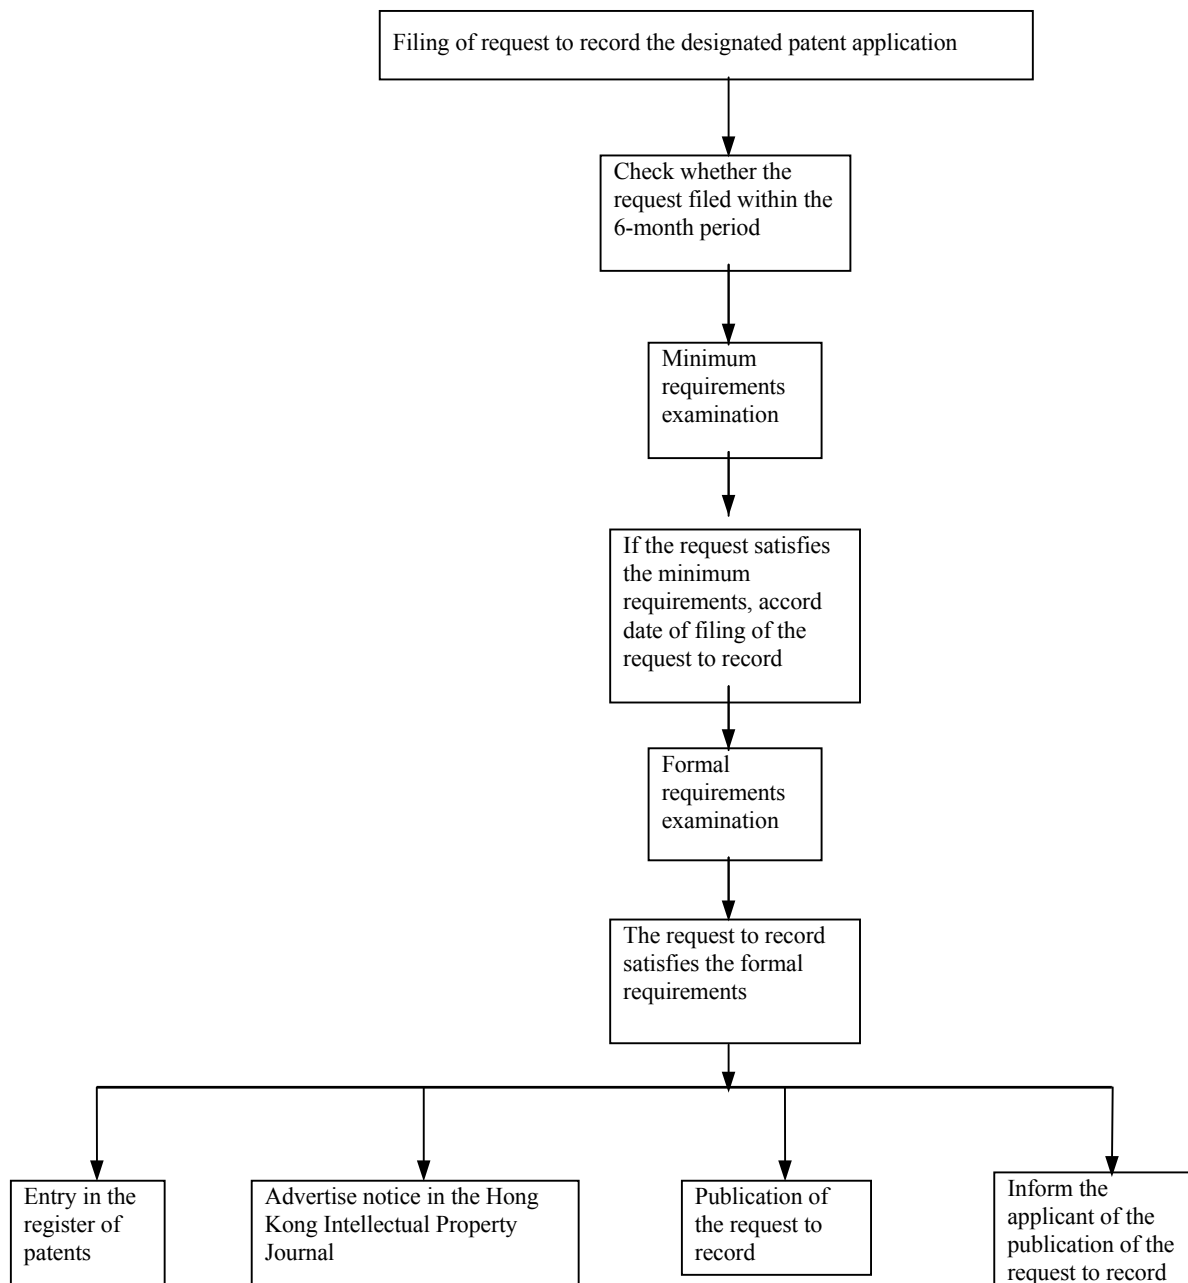 Filing of request to record the designated patent application
Check whether the
request filed within the
6-month period
Minimum
requirements
examination
If the request satisfies
the minimum
requirements, accord
date of filing of the
request to record
Formal
requirements
examination
The request to record
satisfies the formal
requirements
Entry in the
register of
patents
Advertise notice in the Hong
Kong Intellectual Property
Journal
Publication of
the request to
record
Inform the
applicant of the
publication of the
request to record